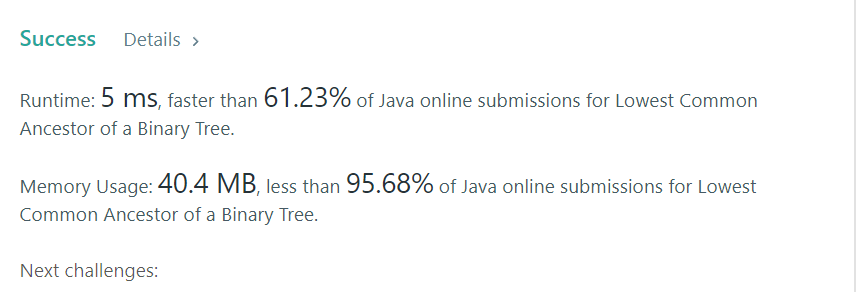 Success Details >
Runtime: 5 ms, faster than 61.23% of Java online submissions for Lowest Common
Ancestor of a Binary Tree.
Memory Usage: 40.4 MB, less than 95.68% of Java online submissions for Lowest
Common Ancestor of a Binary Tree.
Next challenges: